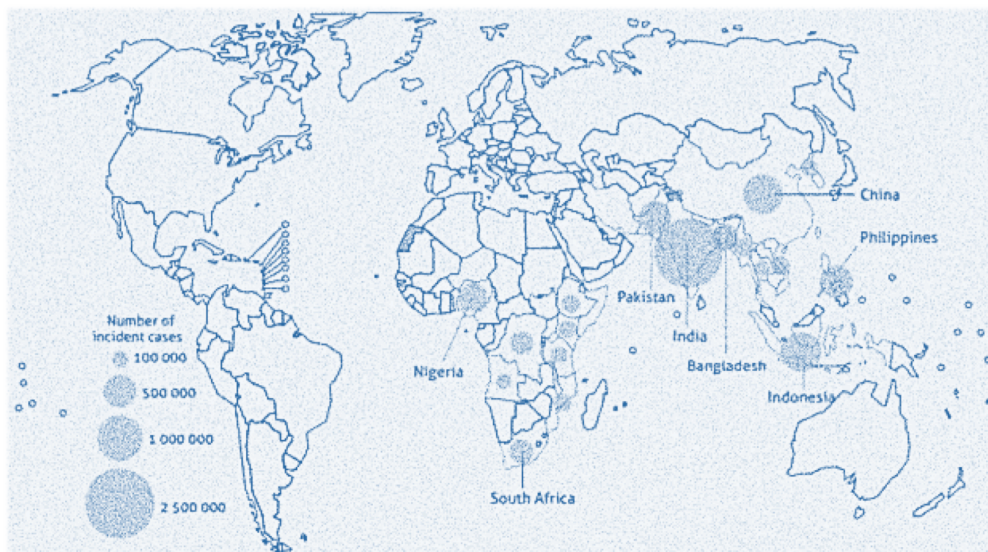 China
Philippines
Pakistan
India
Bangladesh
Indonesia
Nigeria
South Africa
Number of
incident cases
100 000
500 000
1 000 000
2 500 000